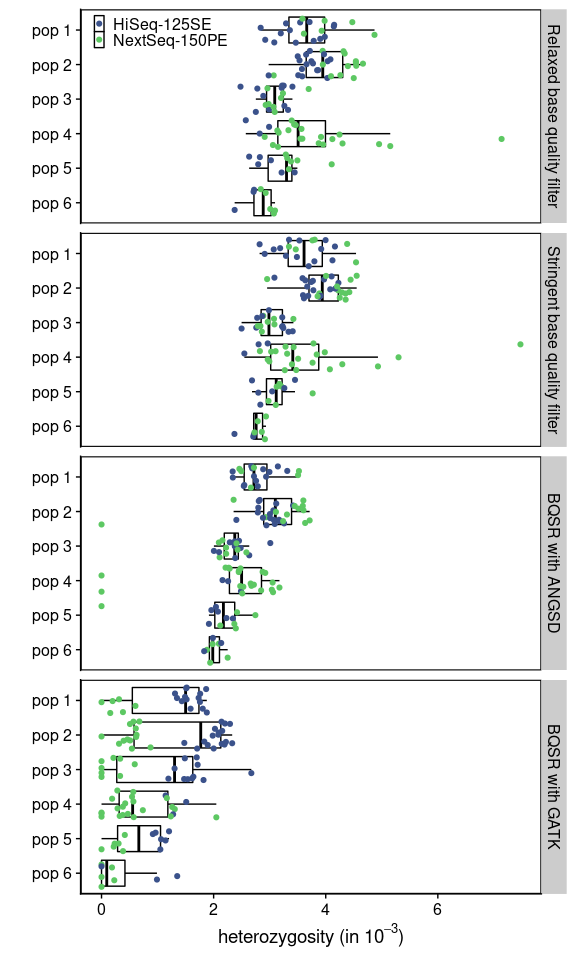 HiSeq-125SE
NextSeq-150PE
pop 1
pop 2
pop 3
pop 4
pop 5
pop 6
Relaxed base quality filter
pop 1
pop 2
pop 3
pop 4
pop 5
pop 6
Stringent base quality filter
pop 1
pop 2
pop 3
pop 4
pop 5
pop 6
BQSR with ANGSD
pop 1
pop 2
pop 3
pop 4
pop 5
pop 6
BQSR with GATK
0 2 4 6
heterozygosity (in 10⁻³)